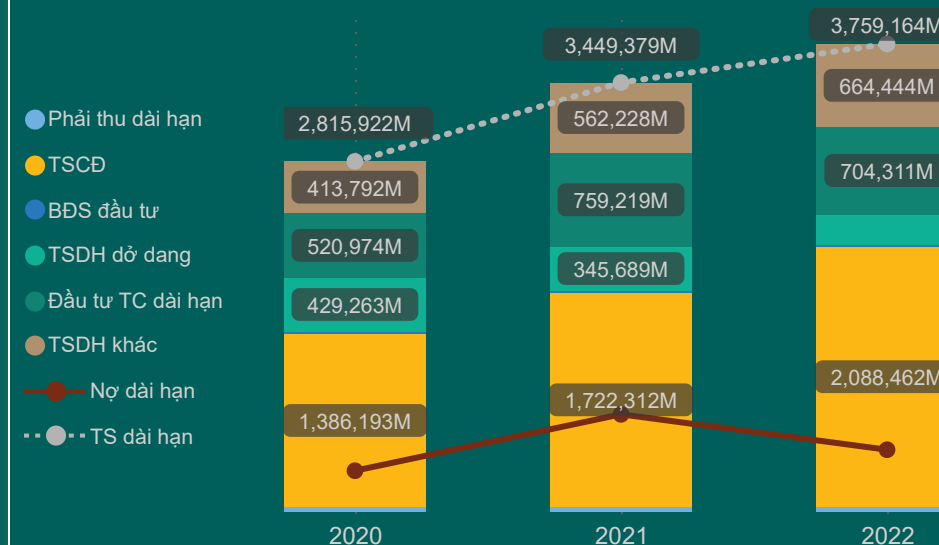 Phải thu dài hạn
TSCĐ
BĐS đầu tư
TSDH dở dang
Đầu tư TC dài hạn
TSDH khác
Nợ dài hạn
TS dài hạn
2,815,922M
413,792M
520,974M
429,263M
1,386,193M
2020
3,449,379M
562,228M
759,219M
345,689M
1,722,312M
2021
3,759,164M
664,444M
704,311M
2,088,462M
2022